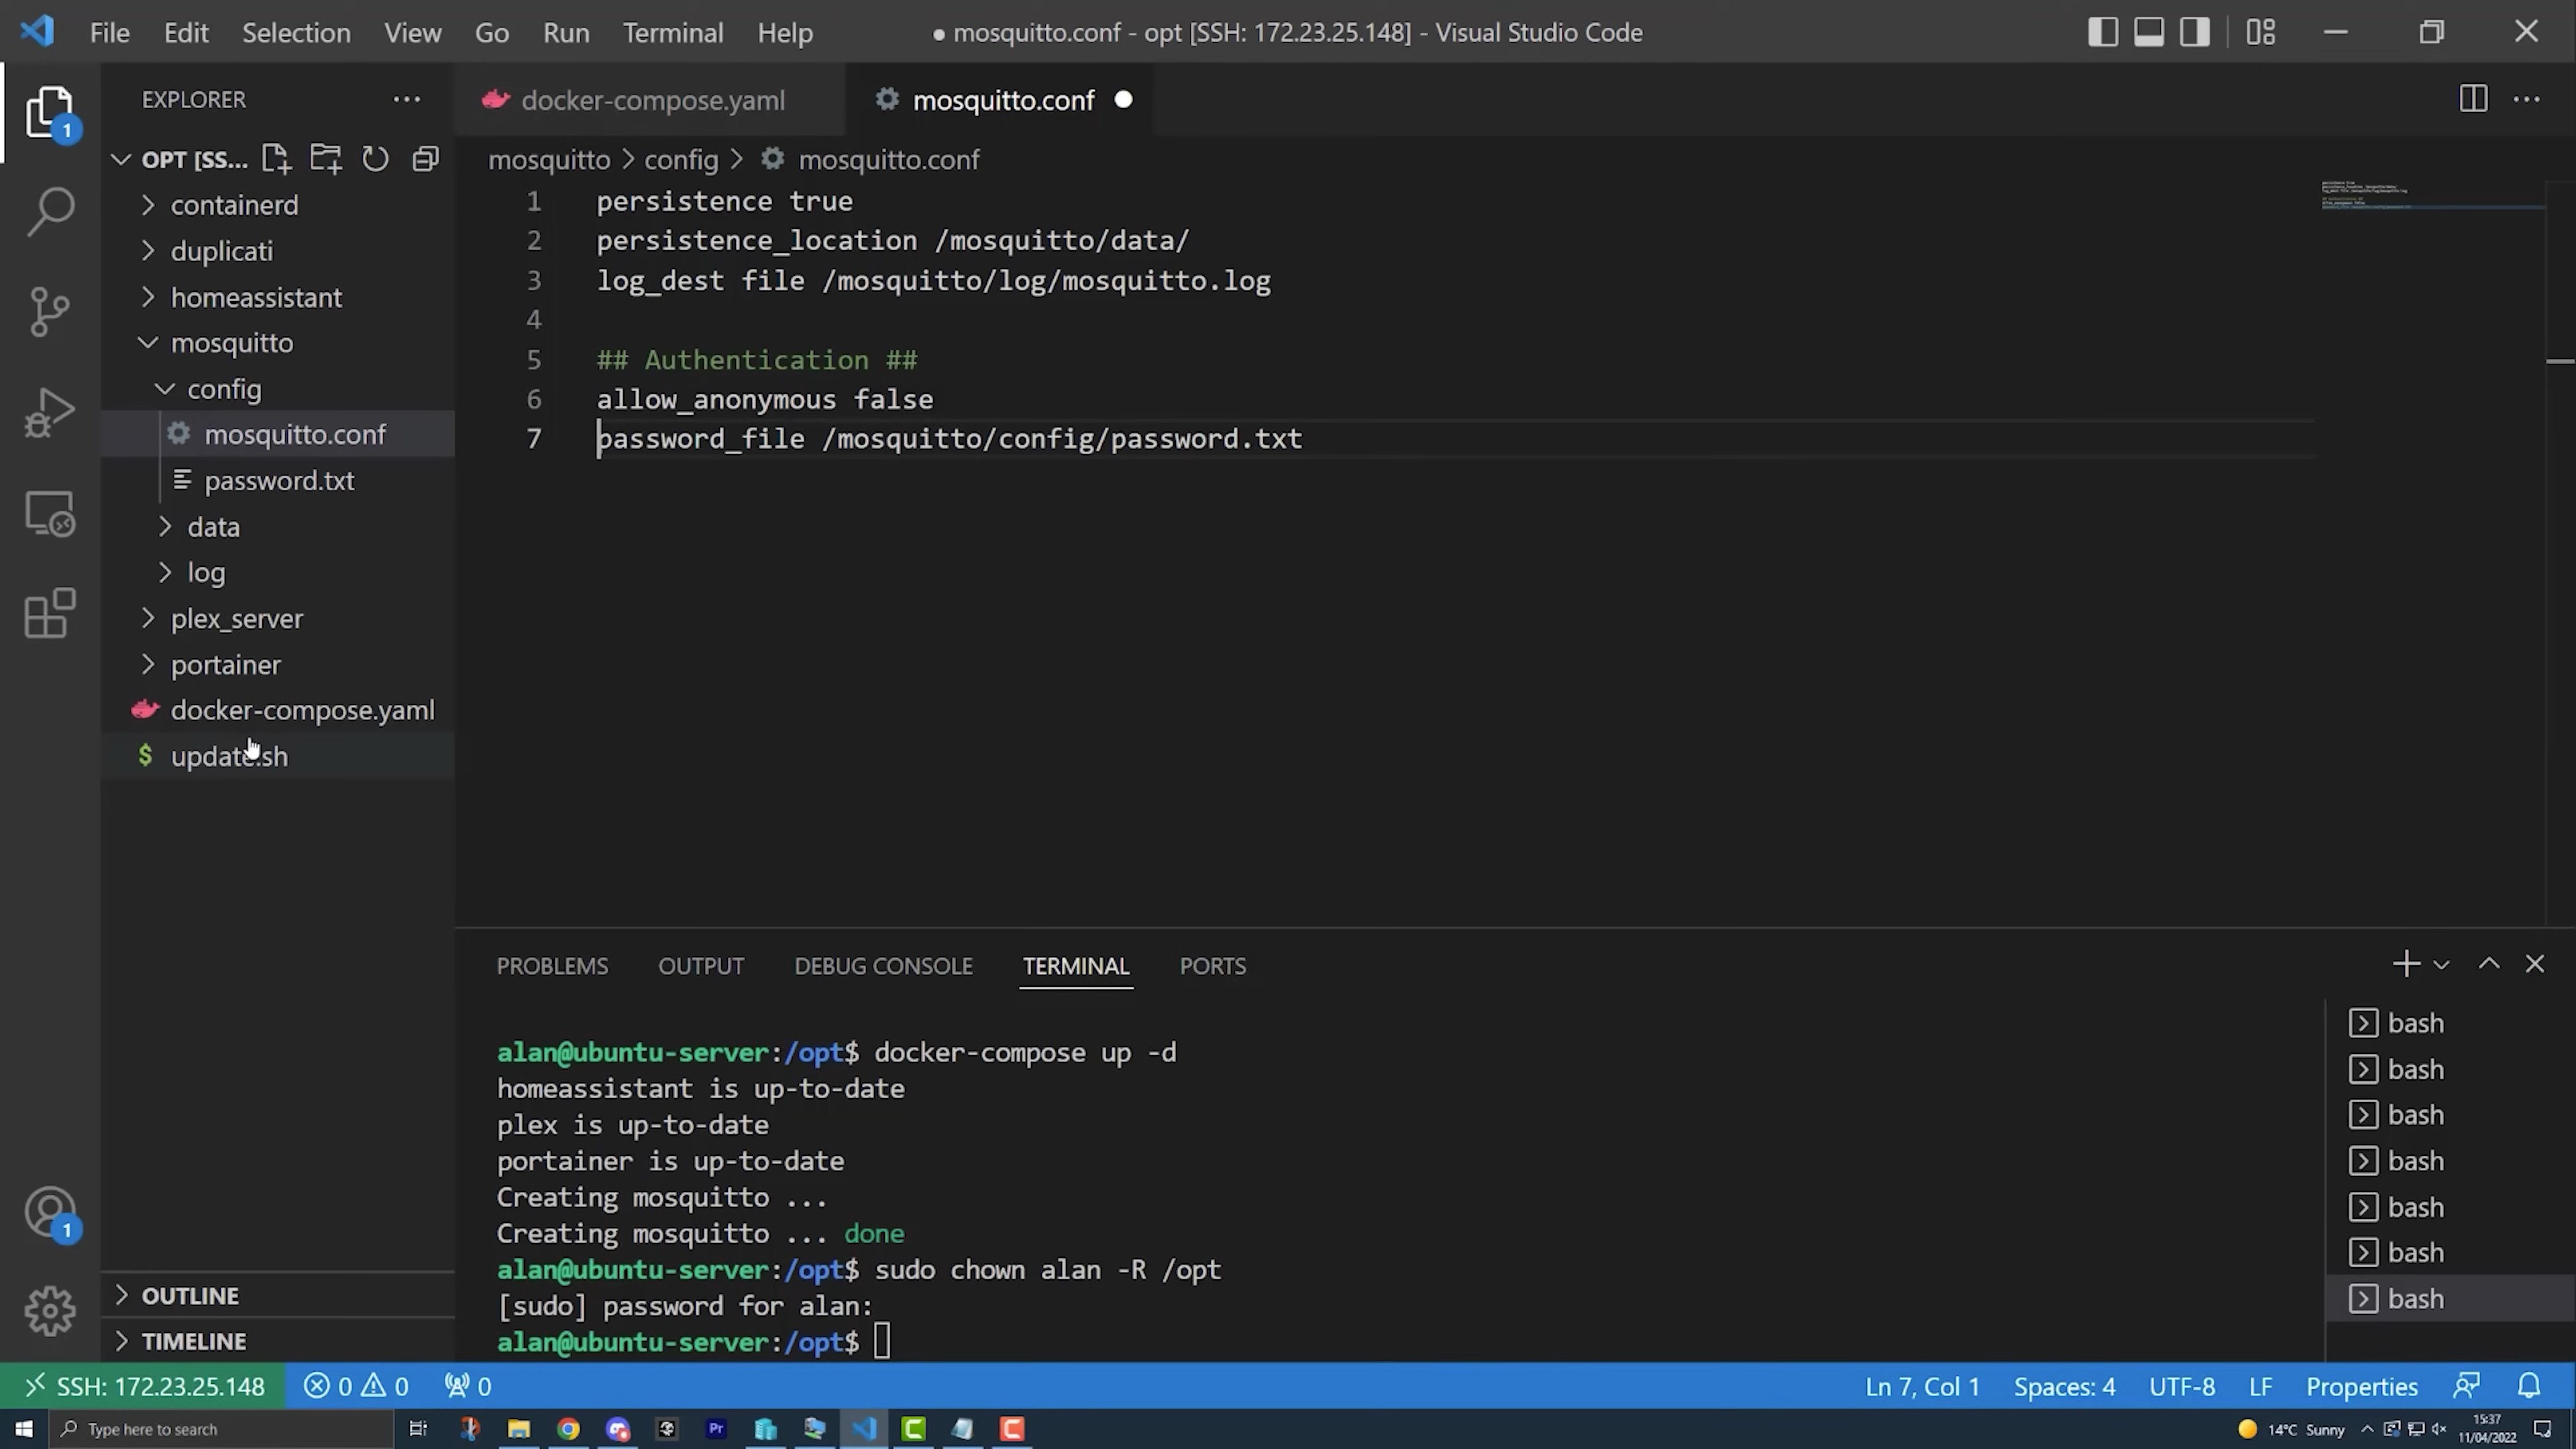 File Edit Selection View Go Run Terminal Help
● mosquitto.conf - opt [SSH: 172.23.25.148] - Visual Studio Code
EXPLORER
1
OPT [SS...
containerd
duplicati
homeassistant
mosquitto
config
mosquitto.conf
password.txt
data
log
plex_server
portainer
docker-compose.yaml
$ update.sh
OUTLINE
TIMELINE
1
docker-compose.yaml
mosquitto.conf
mosquitto > config > mosquitto.conf
1 persistence true
2 persistence_location /mosquitto/data/
3 log_dest file /mosquitto/log/mosquitto.log
4
5 ## Authentication ##
6 allow_anonymous false
7 password_file /mosquitto/config/password.txt
PROBLEMS OUTPUT DEBUG CONSOLE TERMINAL PORTS
alan@ubuntu-server:/opt$ docker-compose up -d
homeassistant is up-to-date
plex is up-to-date
portainer is up-to-date
Creating mosquitto ...
Creating mosquitto ... done
alan@ubuntu-server:/opt$ sudo chown alan -R /opt
[sudo] password for alan:
alan@ubuntu-server:/opt$
bash
bash
bash
bash
bash
bash
bash
SSH: 172.23.25.148 0 0 0
Ln 7, Col 1 Spaces: 4 UTF-8 LF Properties
Type here to search
Pr
14°C Sunny
15:37
11/04/2022